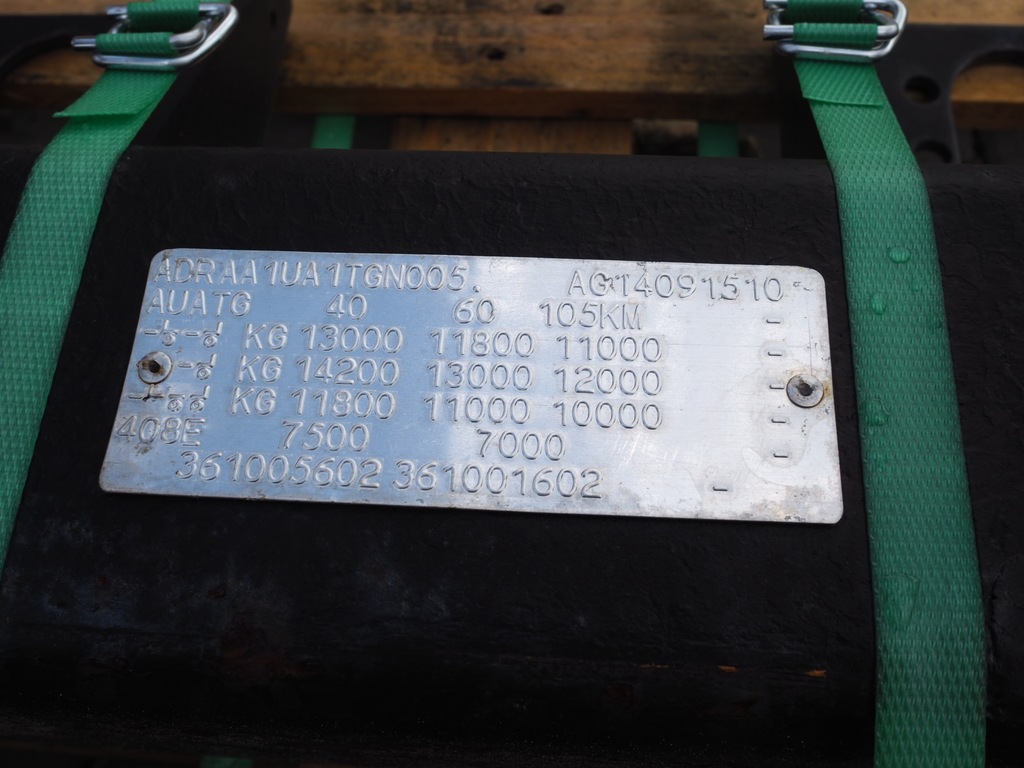 ADRAA1UA1TGN005. AG14091510-
AUATG 40 60 105KM -
KG 13000 11800 11000 -
KG 14200 13000 12000 -
KG 11800 11000 10000 -
408E 7500 7000 -
361005602 361001602 -